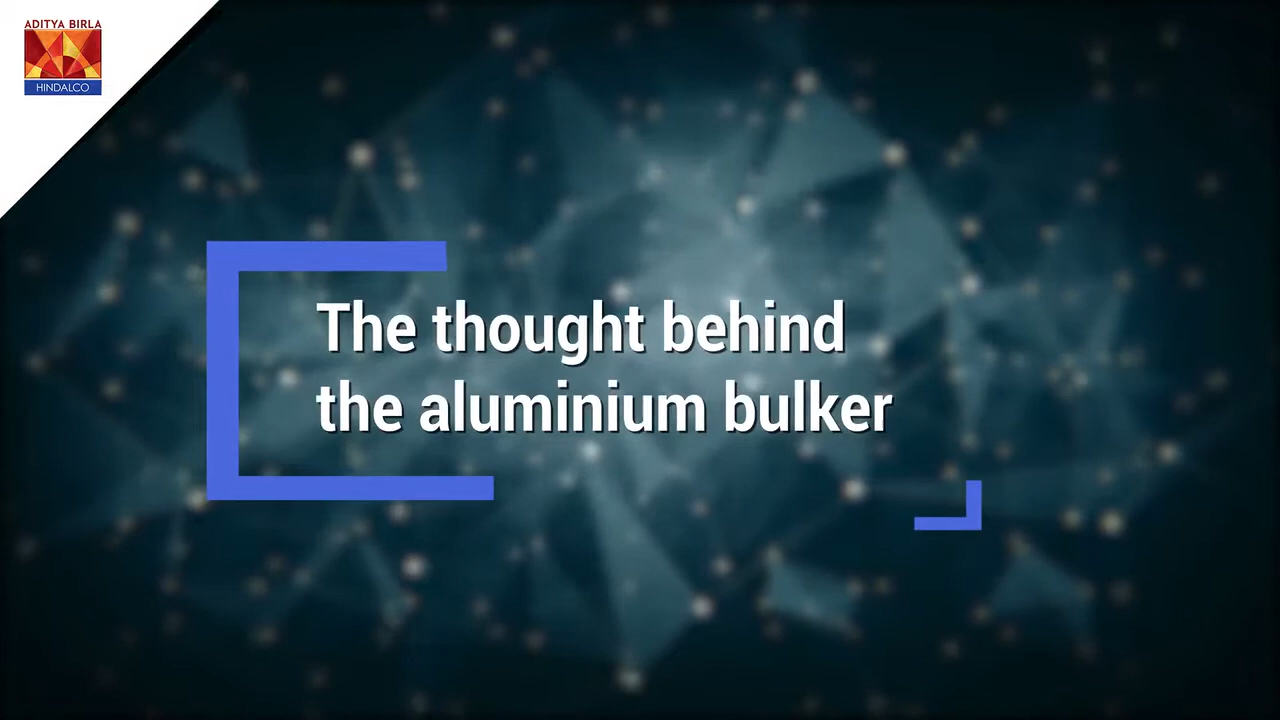 ADITYA BIRLA
HINDALCO
The thought behind
the aluminium bulker